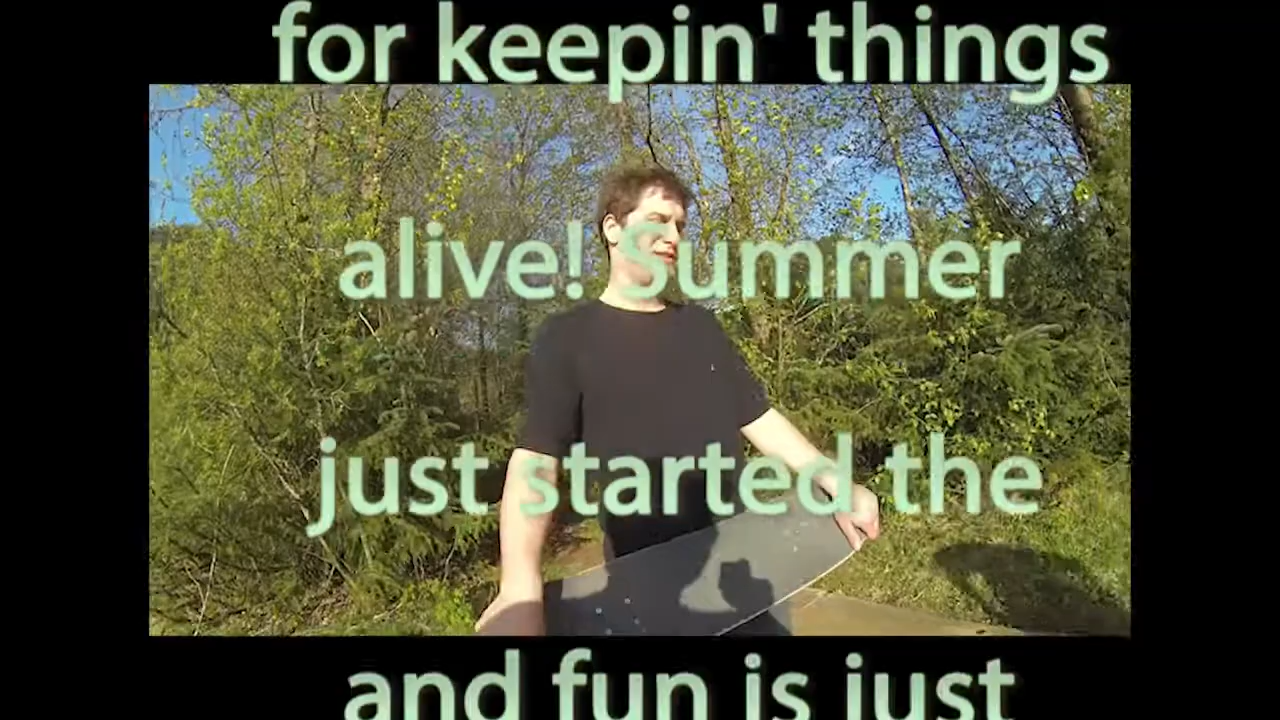 for keepin' things
alive! Summer
just started the
and fun is just